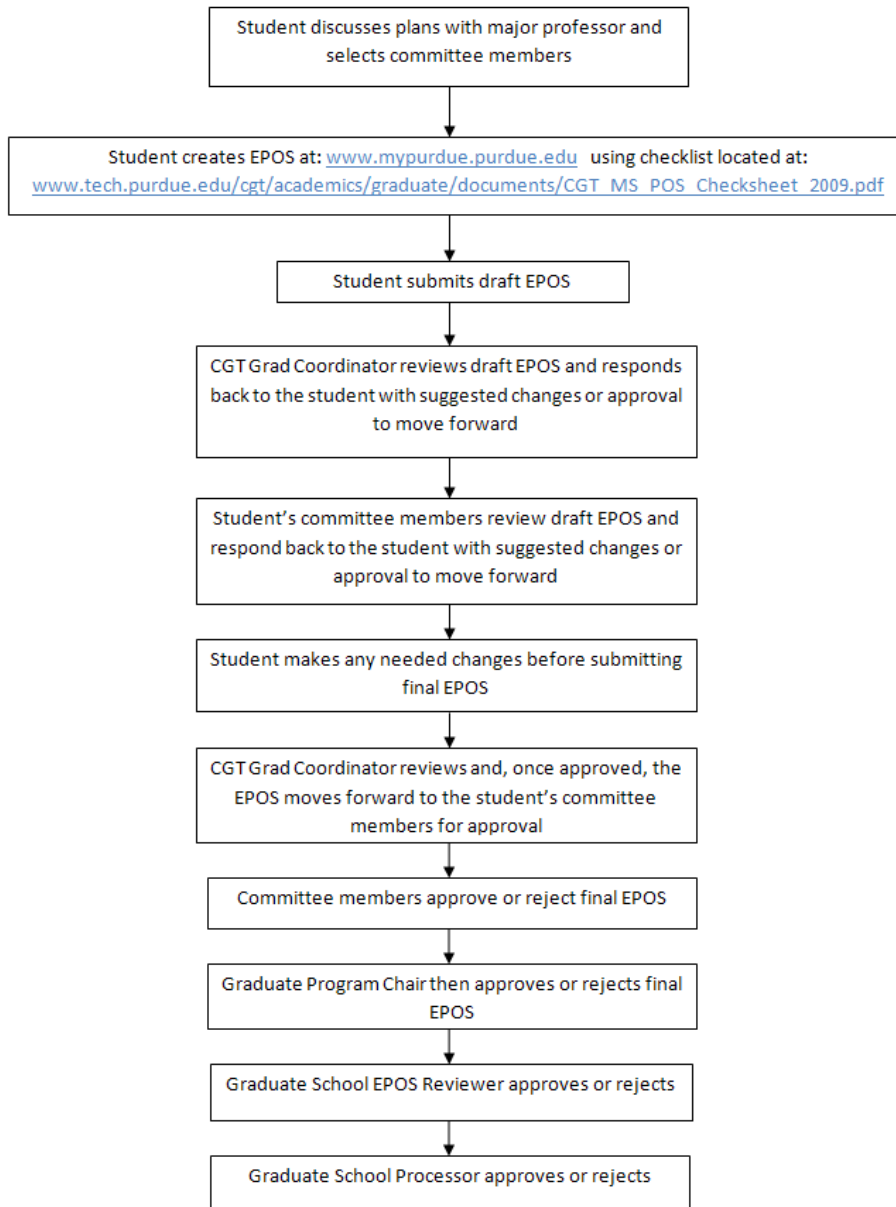 Student discusses plans with major professor and
selects committee members
Student creates EPOS at: www.mypurdue.purdue.edu using checklist located at:
www.tech.purdue.edu/cgt/academics/graduate/documents/CGT_MS_POS_Checksheet_2009.pdf
Student submits draft EPOS
CGT Grad Coordinator reviews draft EPOS and responds
back to the student with suggested changes or approval
to move forward
Student’s committee members review draft EPOS and
respond back to the student with suggested changes or
approval to move forward
Student makes any needed changes before submitting
final EPOS
CGT Grad Coordinator reviews and, once approved, the
EPOS moves forward to the student’s committee
members for approval
Committee members approve or reject final EPOS
Graduate Program Chair then approves or rejects final
EPOS
Graduate School EPOS Reviewer approves or rejects
Graduate School Processor approves or rejects